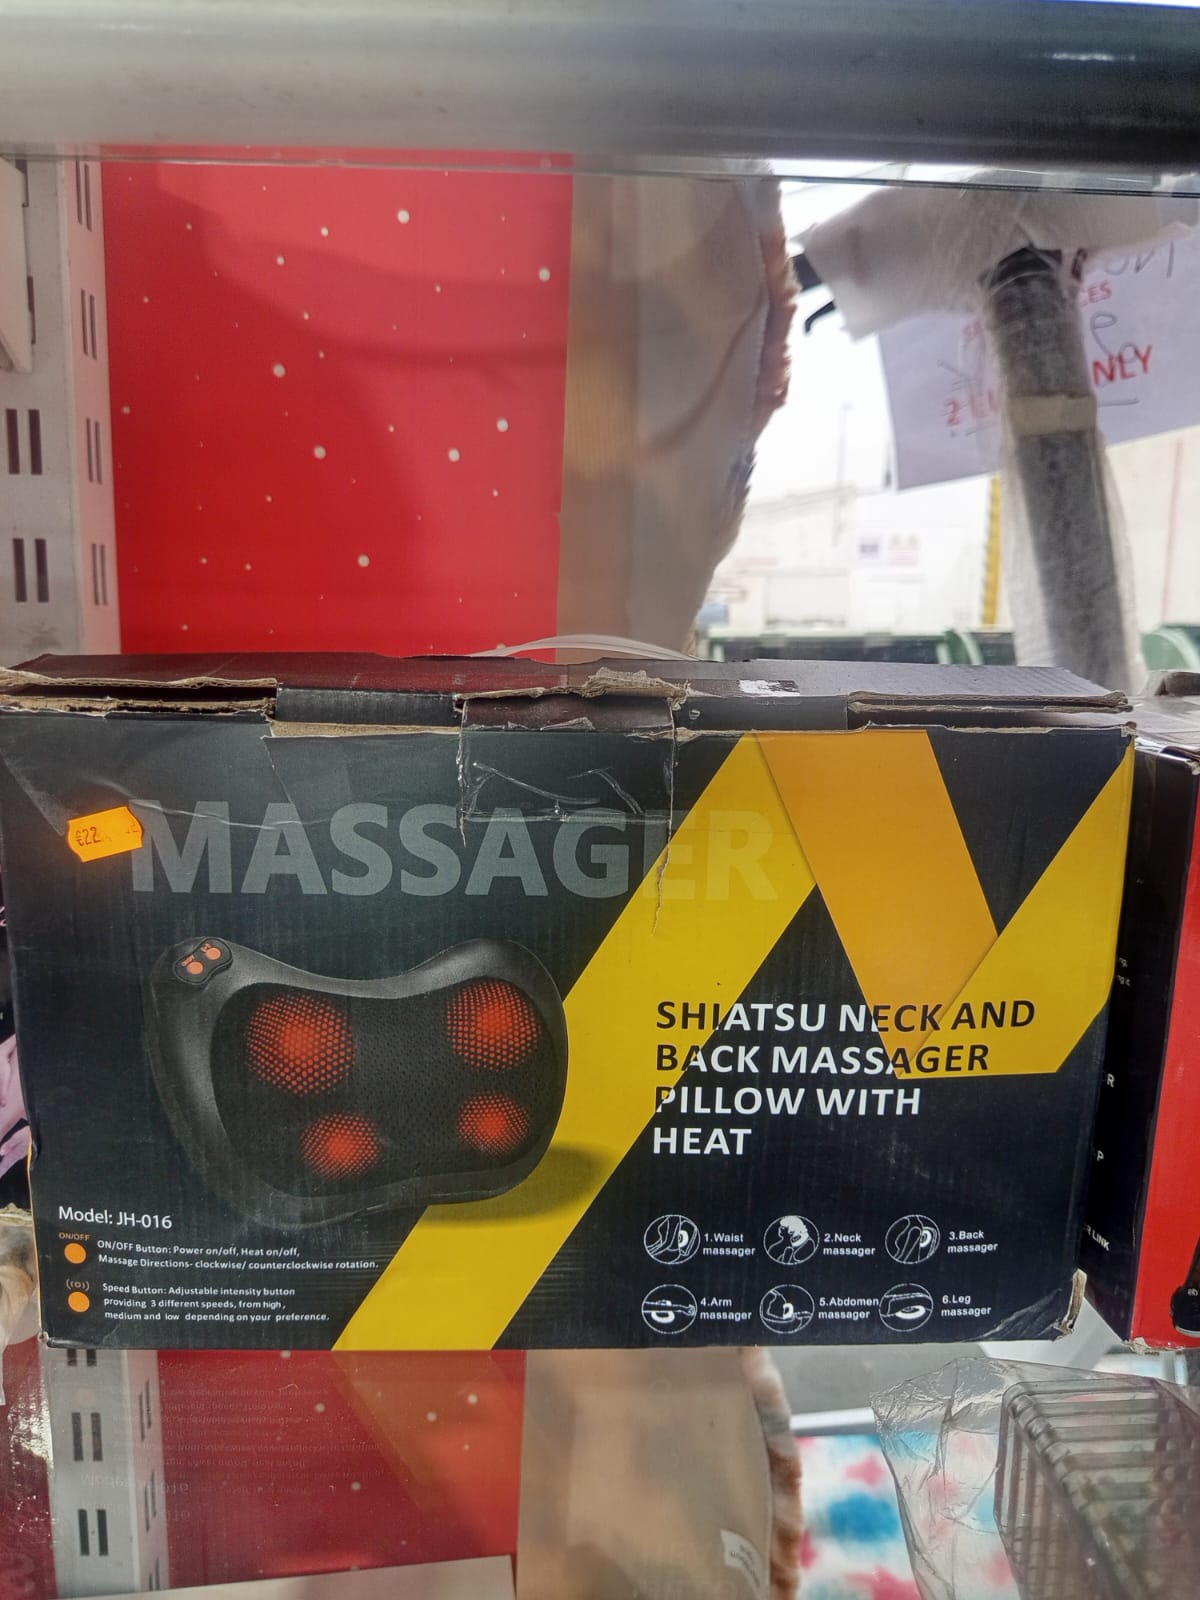 NLY
€22
MASSAGER
SHIATSU NECK AND
BACK MASSAGER
PILLOW WITH
HEAT
Model: JH-016
ON/OFF
ON/OFF Button: Power on/off, Heat on/off,
Massage Directions- clockwise/ counterclockwise rotation.
Speed Button: Adjustable intensity button
providing 3 different speeds, from high,
medium and low depending on your preference.
1.Waist
massager
2.Neck
massager
3.Back
massager
4.Arm
massager
5.Abdomen
massager
6.Leg
massager
R
P
R LINK